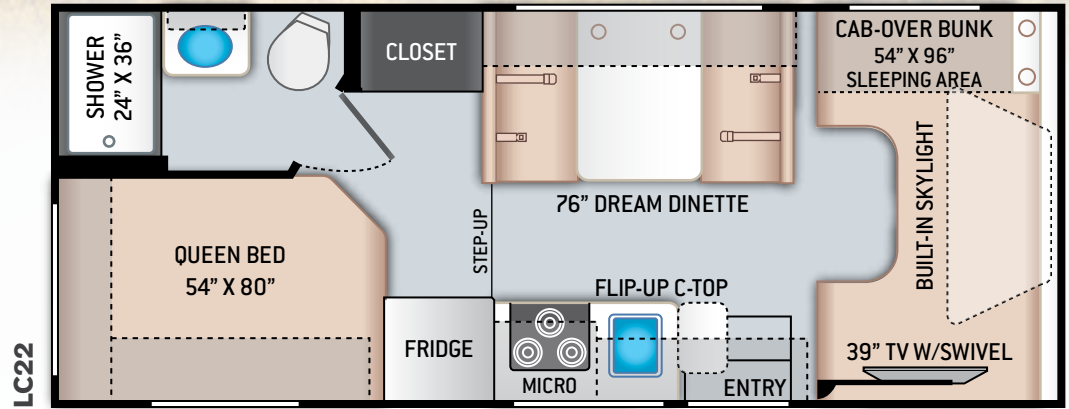 SHOWER
24" X 36"
CLOSET
CAB-OVER BUNK
54" X 96"
SLEEPING AREA
BUILT-IN SKYLIGHT
76” DREAM DINETTE
STEP-UP
QUEEN BED
54” X 80”
FLIP-UP C-TOP
FRIDGE
MICRO
ENTRY
39” TV W/SWIVEL
LC22